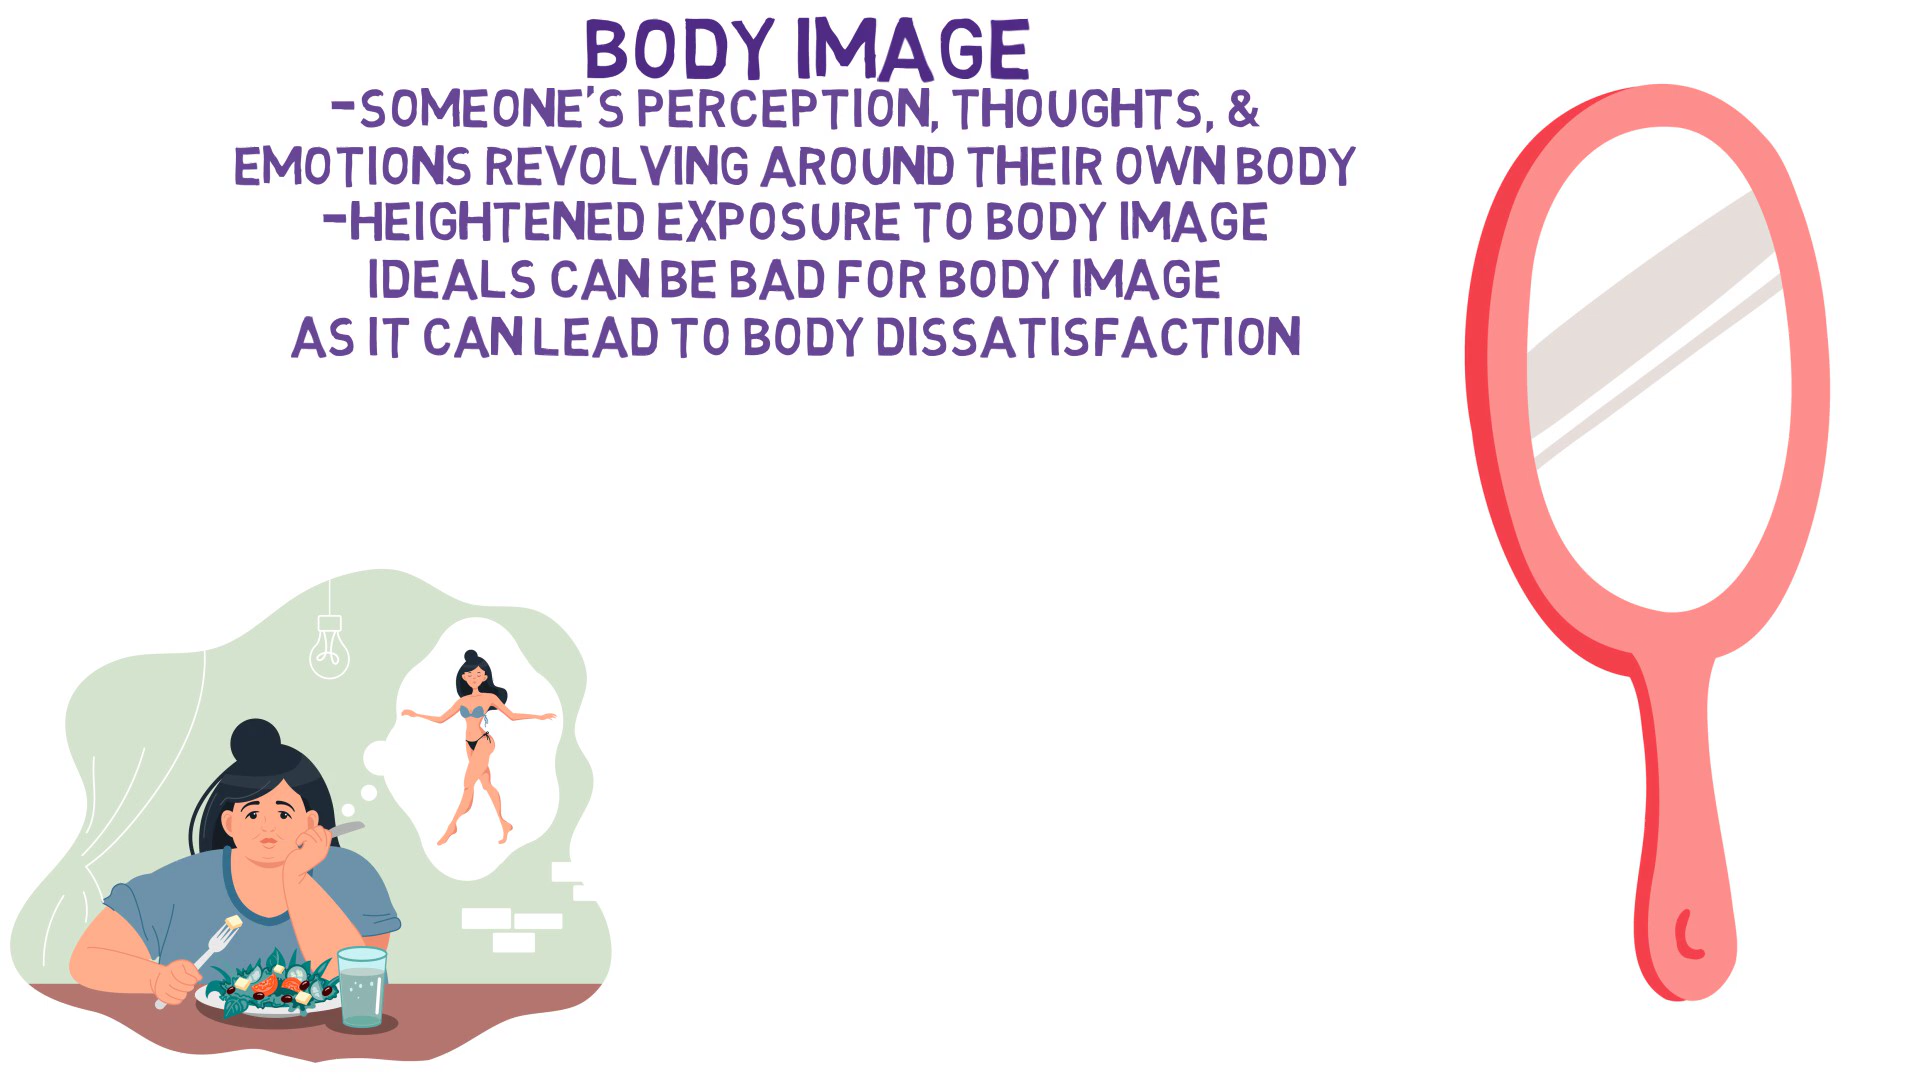 BODY IMAGE
-SOMEONE'S PERCEPTION, THOUGHTS, &
EMOTIONS REVOLVING AROUND THEIR OWN BODY
-HEIGHTENED EXPOSURE TO BODY IMAGE
IDEALS CAN BE BAD FOR BODY IMAGE
AS IT CAN LEAD TO BODY DISSATISFACTION